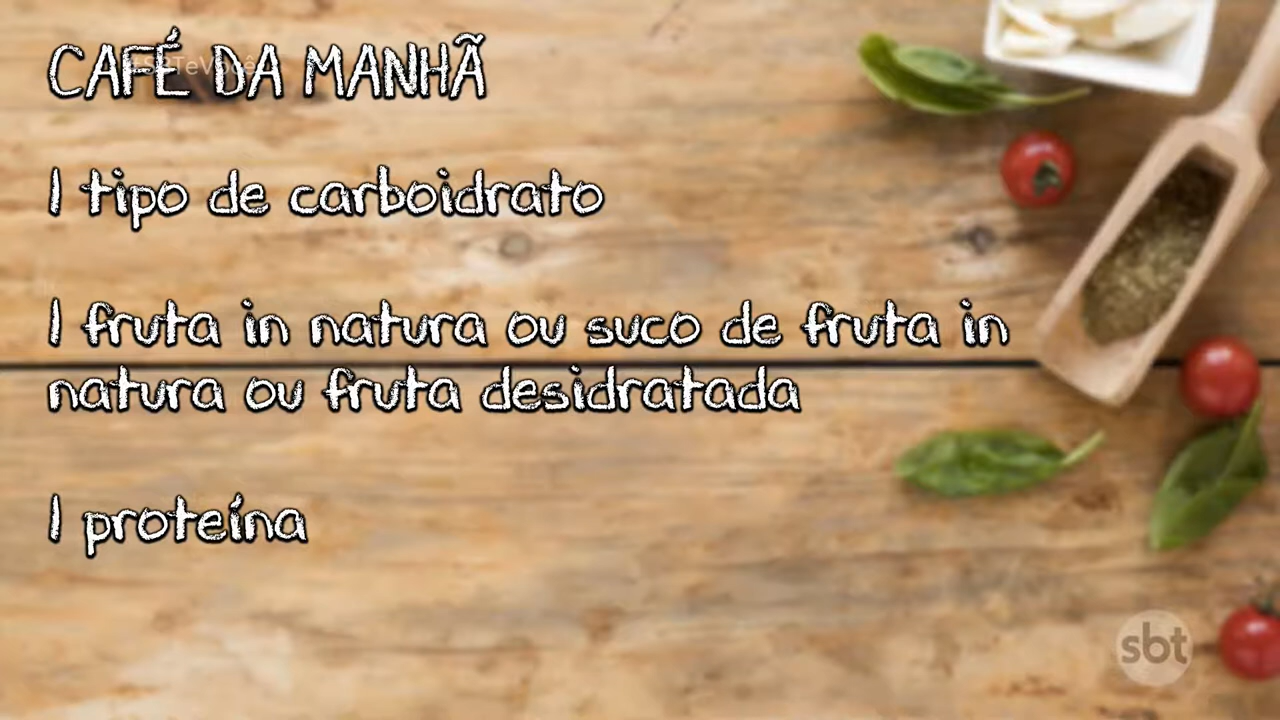 CAFÉ DA MANHÃ
#SBTeVocê
1 tipo de carboidrato
1 fruta in natura ou suco de fruta in
natura ou fruta desidratada
1 proteína
sbt